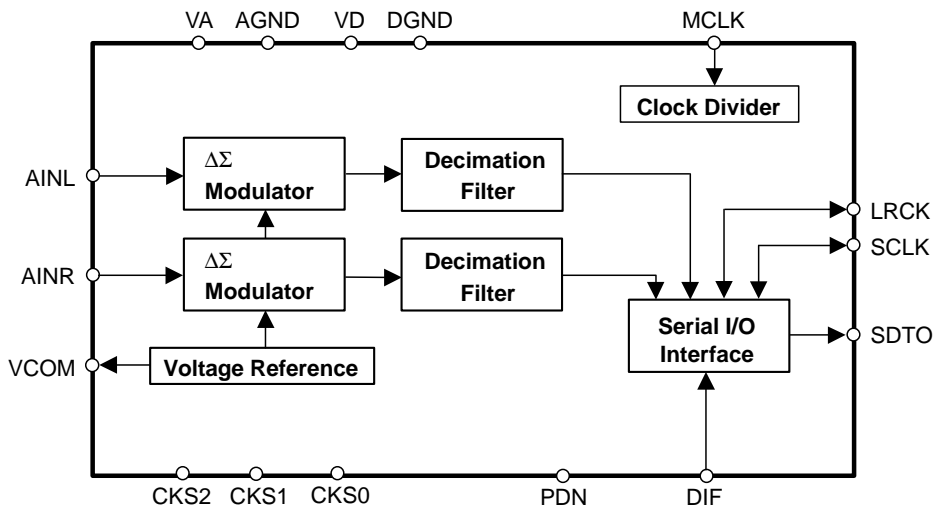 VA AGND VD DGND MCLK
Clock Divider
ΔΣ
Modulator
Decimation
Filter
AINL
LRCK
SCLK
ΔΣ
Modulator
Decimation
Filter
AINR
Serial I/O
Interface
SDTO
VCOM
Voltage Reference
CKS2 CKS1 CKS0 PDN DIF